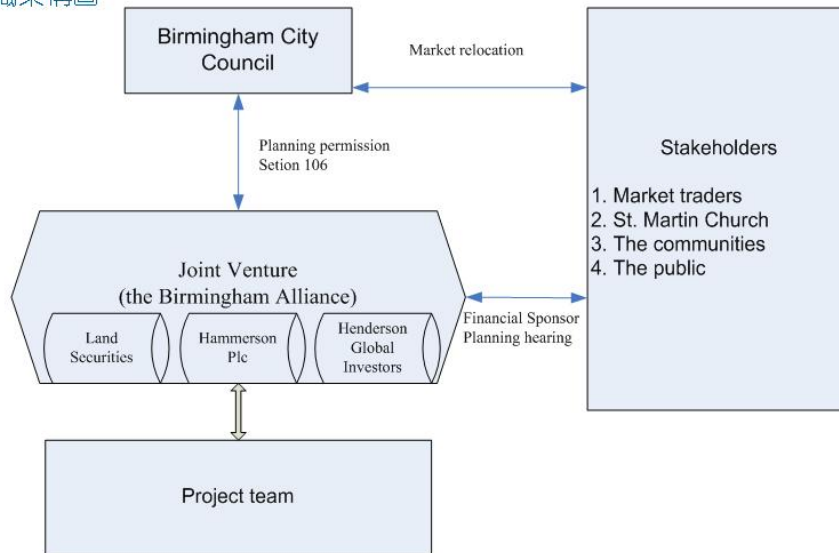 Birmingham City
Council
Market relocation
Planning permission
Setion 106
Stakeholders
1. Market traders
2. St. Martin Church
3. The communities
4. The public
Joint Venture
(the Birmingham Alliance)
Land
Securities
Hammerson
Plc
Henderson
Global
Investors
Financial Sponsor
Planning hearing
Project team